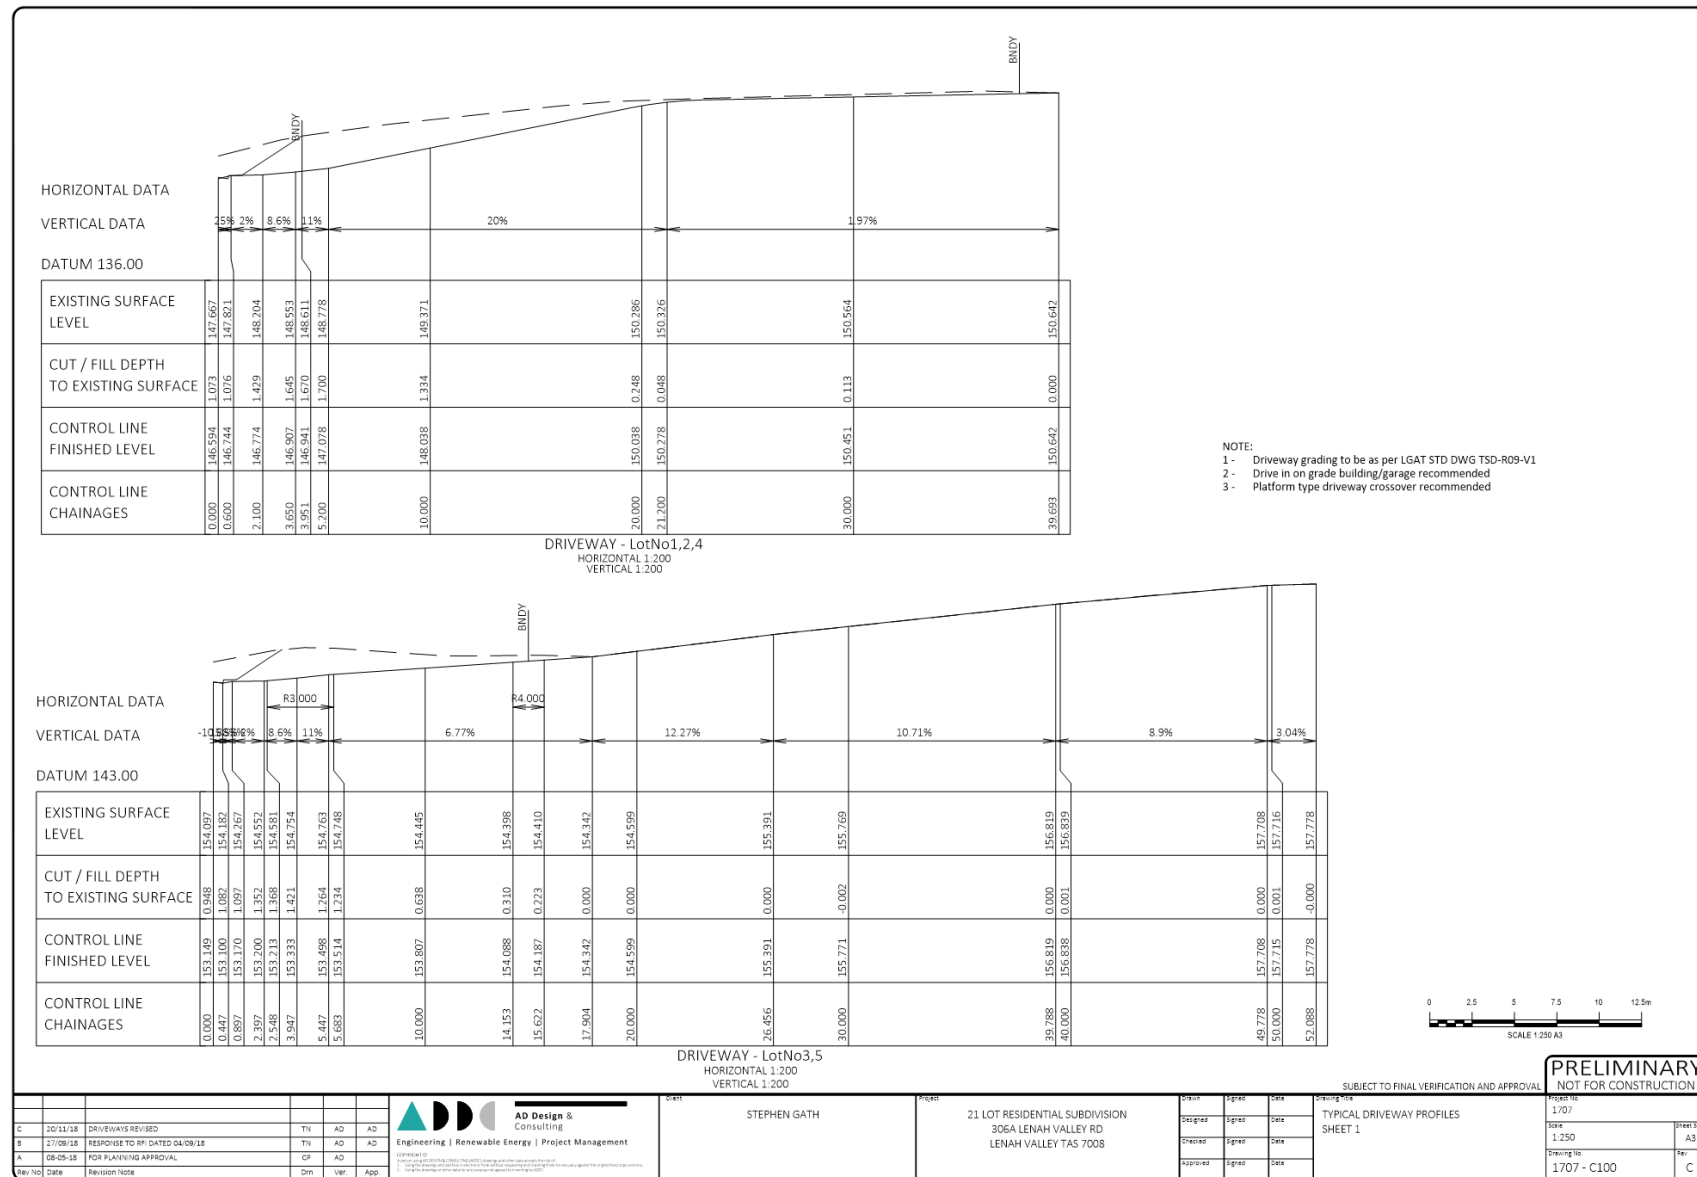 BNDY
BNDY
HORIZONTAL DATA
VERTICAL DATA
25% 2% 8.6% 11% 20% 1.97%
DATUM 136.00
EXISTING SURFACE
LEVEL
147.667 147.821 148.204 148.553 148.611 148.778 149.371 150.286 150.326 150.564 150.642
CUT / FILL DEPTH
TO EXISTING SURFACE
1.073 1.076 1.429 1.645 1.670 1.700 1.334 0.248 0.048 0.113 0.000
CONTROL LINE
FINISHED LEVEL
146.594 146.744 146.774 146.907 146.941 147.078 148.038 150.038 150.278 150.451 150.642
CONTROL LINE
CHAINAGES
0.000 0.600 2.100 3.650 3.951 5.200 10.000 20.000 21.200 30.000 39.693
DRIVEWAY - LotNo1,2,4
HORIZONTAL 1:200
VERTICAL 1:200
NOTE:
1 - Driveway grading to be as per LGAT STD DWG TSD-R09-V1
2 - Drive in on grade building/garage recommended
3 - Platform type driveway crossover recommended
BNDY
HORIZONTAL DATA
R3.000 R4.000
VERTICAL DATA
2% 8.6% 11% 6.77% 12.27% 10.71% 8.9% 3.04%
DATUM 143.00
EXISTING SURFACE
LEVEL
154.097 154.182 154.267 154.552 154.581 154.754 154.763 154.748 154.445 154.398 154.410 154.342 154.599 155.391 155.769 156.819 156.839 157.708 157.716 157.778
CUT / FILL DEPTH
TO EXISTING SURFACE
0.948 1.082 1.097 1.352 1.368 1.421 1.264 1.234 0.638 0.310 0.223 0.000 0.000 0.000 -0.002 0.000 0.001 0.000 0.001 -0.000
CONTROL LINE
FINISHED LEVEL
153.149 153.100 153.170 153.200 153.213 153.333 153.498 153.514 153.807 154.088 154.187 154.342 154.599 155.391 155.771 156.819 156.838 157.708 157.715 157.778
CONTROL LINE
CHAINAGES
0.000 0.447 0.897 2.397 2.548 3.947 5.447 5.683 10.000 14.153 15.622 17.904 20.000 26.456 30.000 39.788 40.000 49.778 50.000 52.088
DRIVEWAY - LotNo3,5
HORIZONTAL 1:200
VERTICAL 1:200
0 2.5 5 7.5 10 12.5m
SCALE 1:250 A3
SUBJECT TO FINAL VERIFICATION AND APPROVAL
PRELIMINARY
NOT FOR CONSTRUCTION
C 20/11/18 DRIVEWAYS REVISED TN AD AD
B 27/09/18 RESPONSE TO RFI DATED 04/09/18 TN AD AD
A 08-05-18 FOR PLANNING APPROVAL CP AD
Rev No Date Revision Note Drn Ver. App.
AD Design &
Consulting
Engineering | Renewable Energy | Project Management
COPYRIGHT ©
Client
STEPHEN GATH
Project
21 LOT RESIDENTIAL SUBDIVISION
306A LENAH VALLEY RD
LENAH VALLEY TAS 7008
Drawn Signed Date
Designed Signed Date
Checked Signed Date
Approved Signed Date
Drawing Title
TYPICAL DRIVEWAY PROFILES
SHEET 1
Project No.
1707
Scale
1:250
A3
Drawing No.
1707 - C100
Rev
C